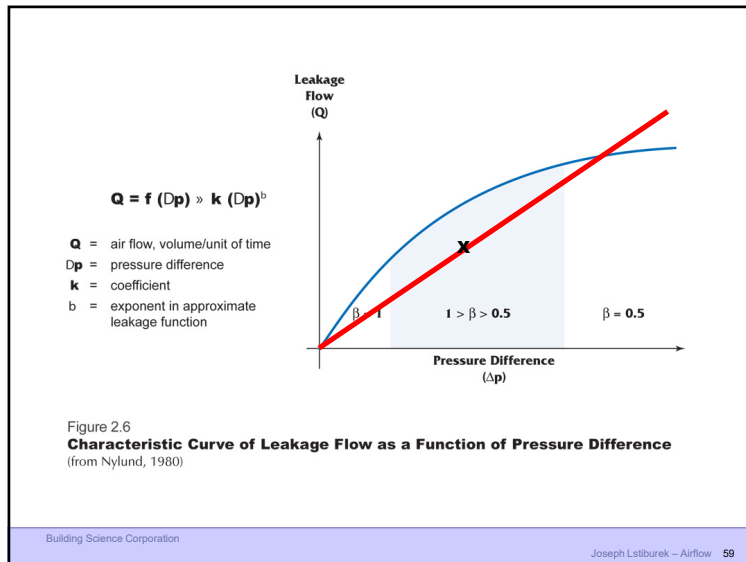 Leakage
Flow
(Q)
Q = f (Dp) » k (Dp)b
Q = air flow, volume/unit of time
Dp = pressure difference
k = coefficient
b = exponent in approximate
leakage function
x
1 > β > 0.5
β = 0.5
Pressure Difference
(Δp)
Figure 2.6
Characteristic Curve of Leakage Flow as a Function of Pressure Difference
(from Nylund, 1980)
Building Science Corporation
Joseph Lstiburek – Airflow 59